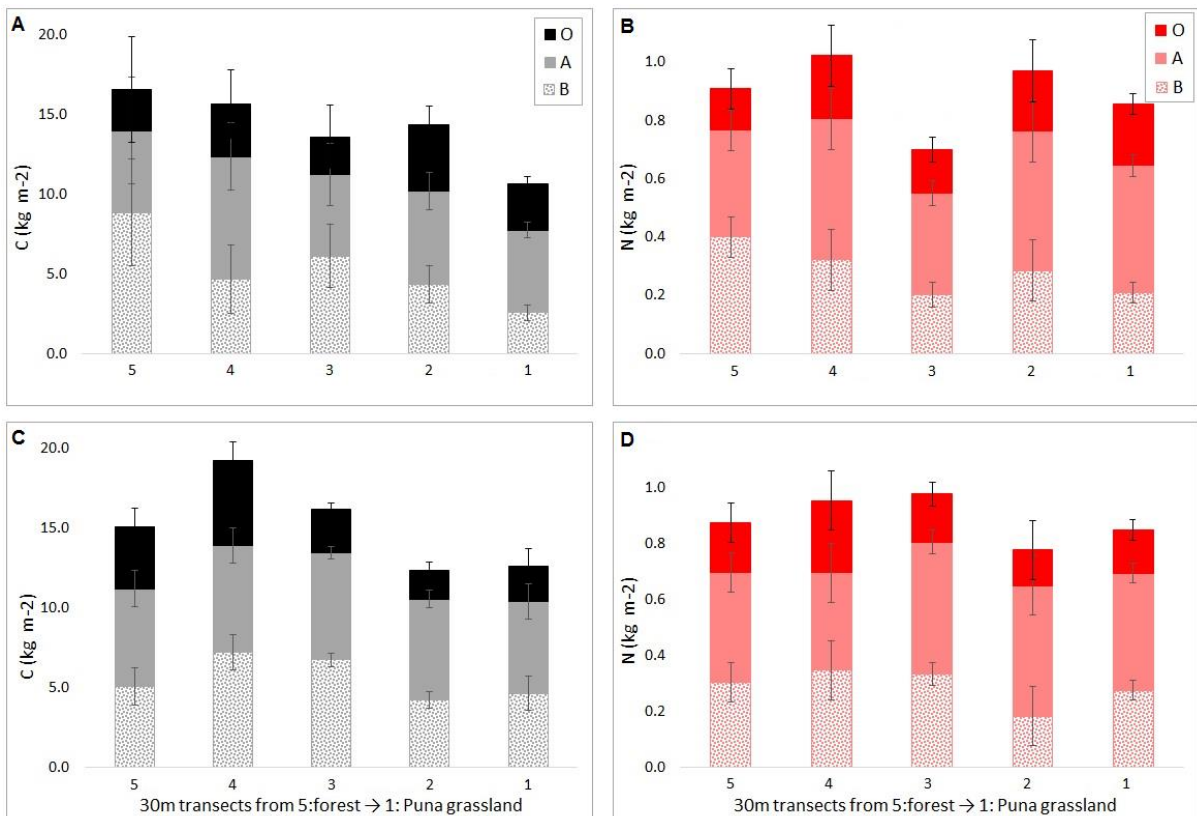 A
20.0
15.0
10.0
5.0
0.0
C (kg m-2)
O
A
B
5 4 3 2 1
B
1.0
0.8
0.6
0.4
0.2
0.0
N (kg m-2)
O
A
B
5 4 3 2 1
C
20.0
15.0
10.0
5.0
0.0
C (kg m-2)
5 4 3 2 1
30m transects from 5:forest → 1: Puna grassland
D
1.0
0.8
0.6
0.4
0.2
0.0
N (kg m-2)
5 4 3 2 1
30m transects from 5:forest → 1: Puna grassland